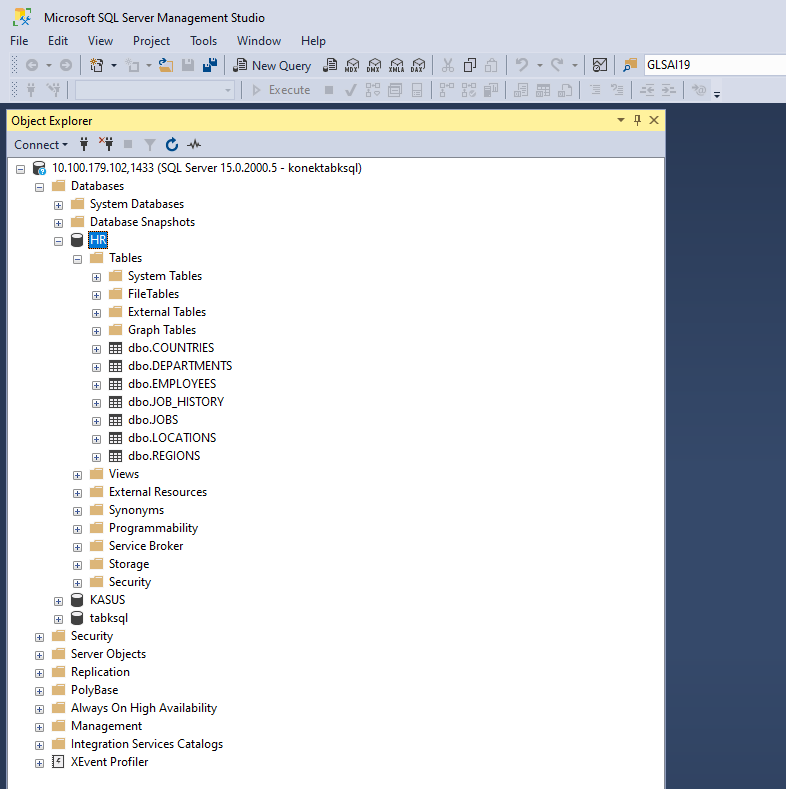 Microsoft SQL Server Management Studio
File Edit View Project Tools Window Help
New Query MDX DMX XMLA DAX GLSAI19
Execute
Object Explorer
Connect
10.100.179.102,1433 (SQL Server 15.0.2000.5 - konektabksql)
Databases
System Databases
Database Snapshots
HR
Tables
System Tables
FileTables
External Tables
Graph Tables
dbo.COUNTRIES
dbo.DEPARTMENTS
dbo.EMPLOYEES
dbo.JOB_HISTORY
dbo.JOBS
dbo.LOCATIONS
dbo.REGIONS
Views
External Resources
Synonyms
Programmability
Service Broker
Storage
Security
KASUS
tabksql
Security
Server Objects
Replication
PolyBase
Always On High Availability
Management
Integration Services Catalogs
XEvent Profiler